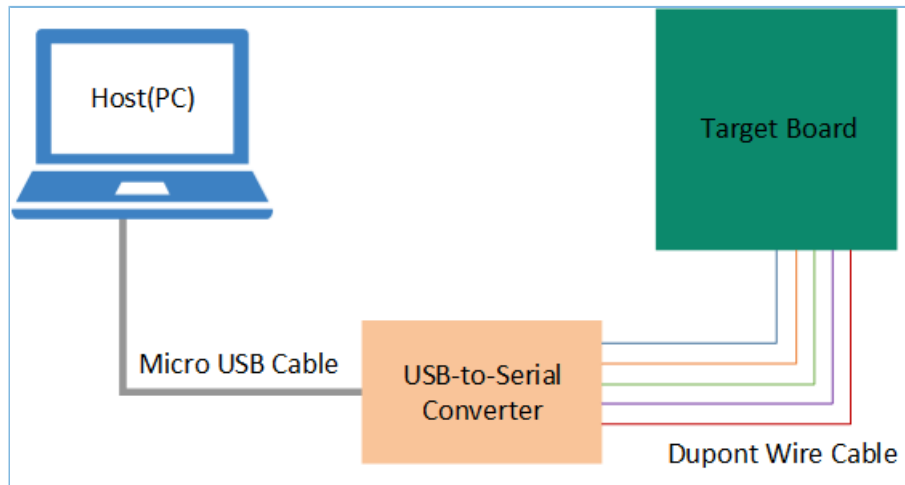 Host(PC)
Target Board
Micro USB Cable
USB-to-Serial
Converter
Dupont Wire Cable